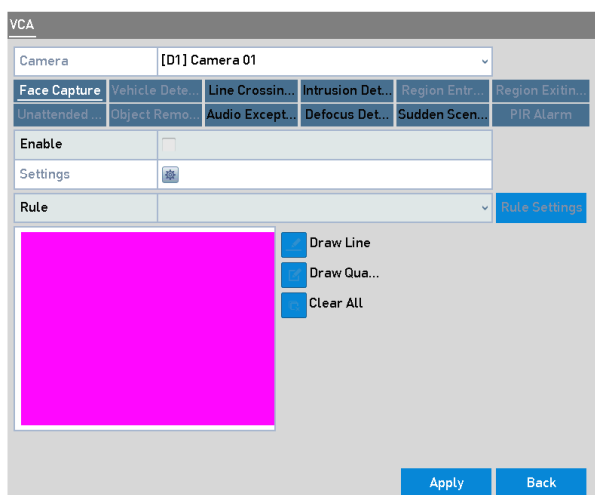 VCA
Camera [D1] Camera 01
Face Capture Vehicle Dete... Line Crossin... Intrusion Det... Region Entr... Region Exitin...
Unattended ... Object Remo... Audio Except... Defocus Det... Sudden Scen... PIR Alarm
Enable
Settings
Rule Rule Settings
Draw Line
Draw Qua...
Clear All
Apply Back